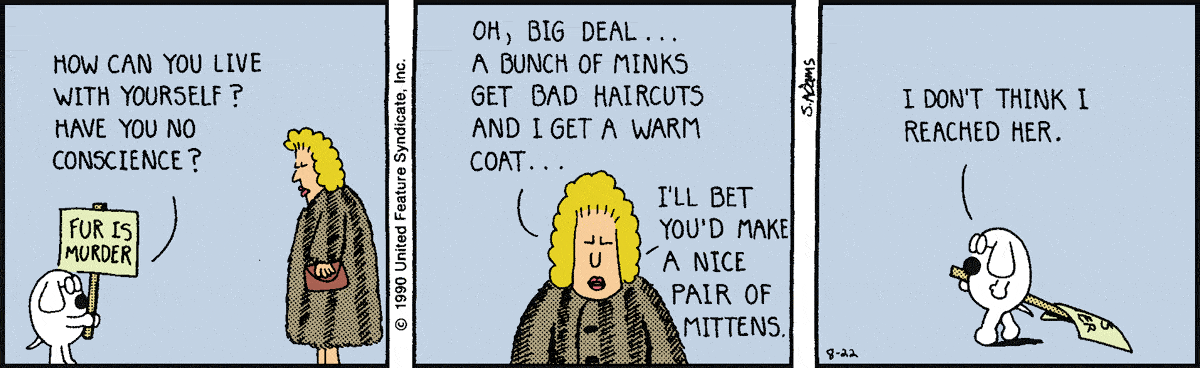 HOW CAN YOU LIVE
WITH YOURSELF?
HAVE YOU NO
CONSCIENCE?
FUR IS
MURDER
© 1990 United Feature Syndicate, Inc.
OH, BIG DEAL...
A BUNCH OF MINKS
GET BAD HAIRCUTS
AND I GET A WARM
COAT...
I'LL BET
YOU'D MAKE
A NICE
PAIR OF
MITTENS.
S. ADAMS
I DON'T THINK I
REACHED HER.
8-22